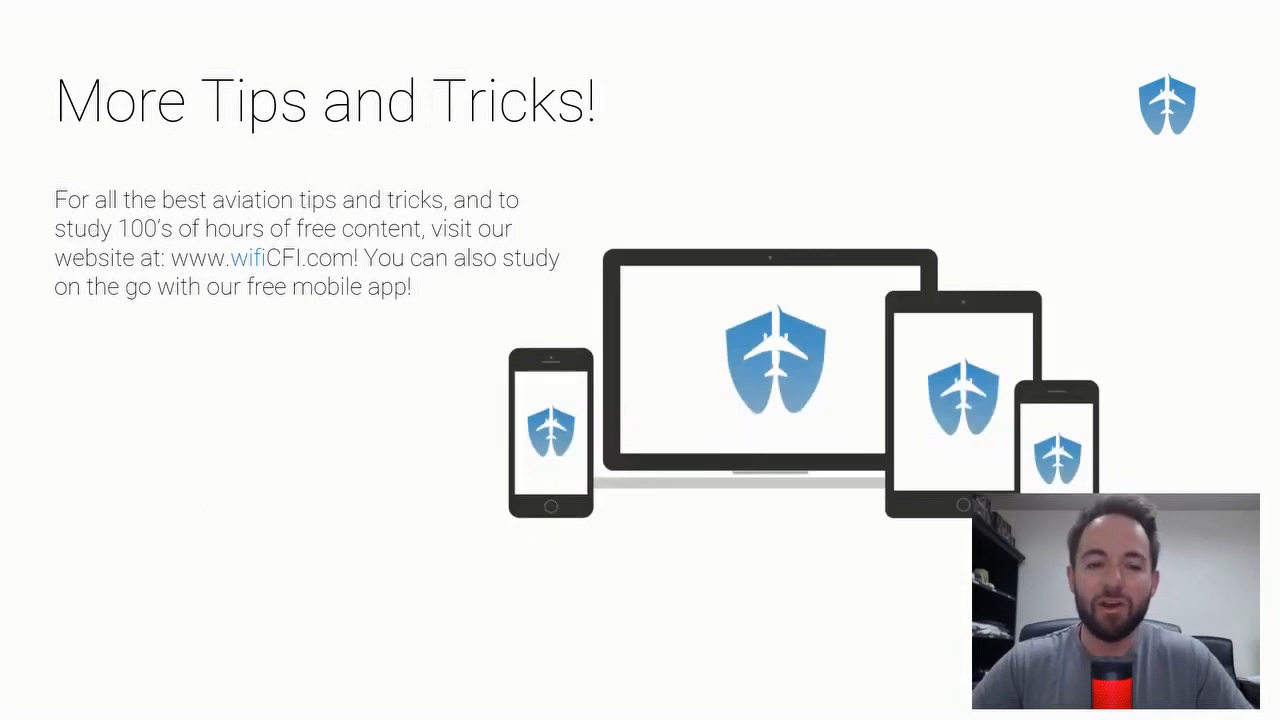 More Tips and Tricks!
For all the best aviation tips and tricks, and to
study 100's of hours of free content, visit our
website at: www.wifiCFI.com! You can also study
on the go with our free mobile app!